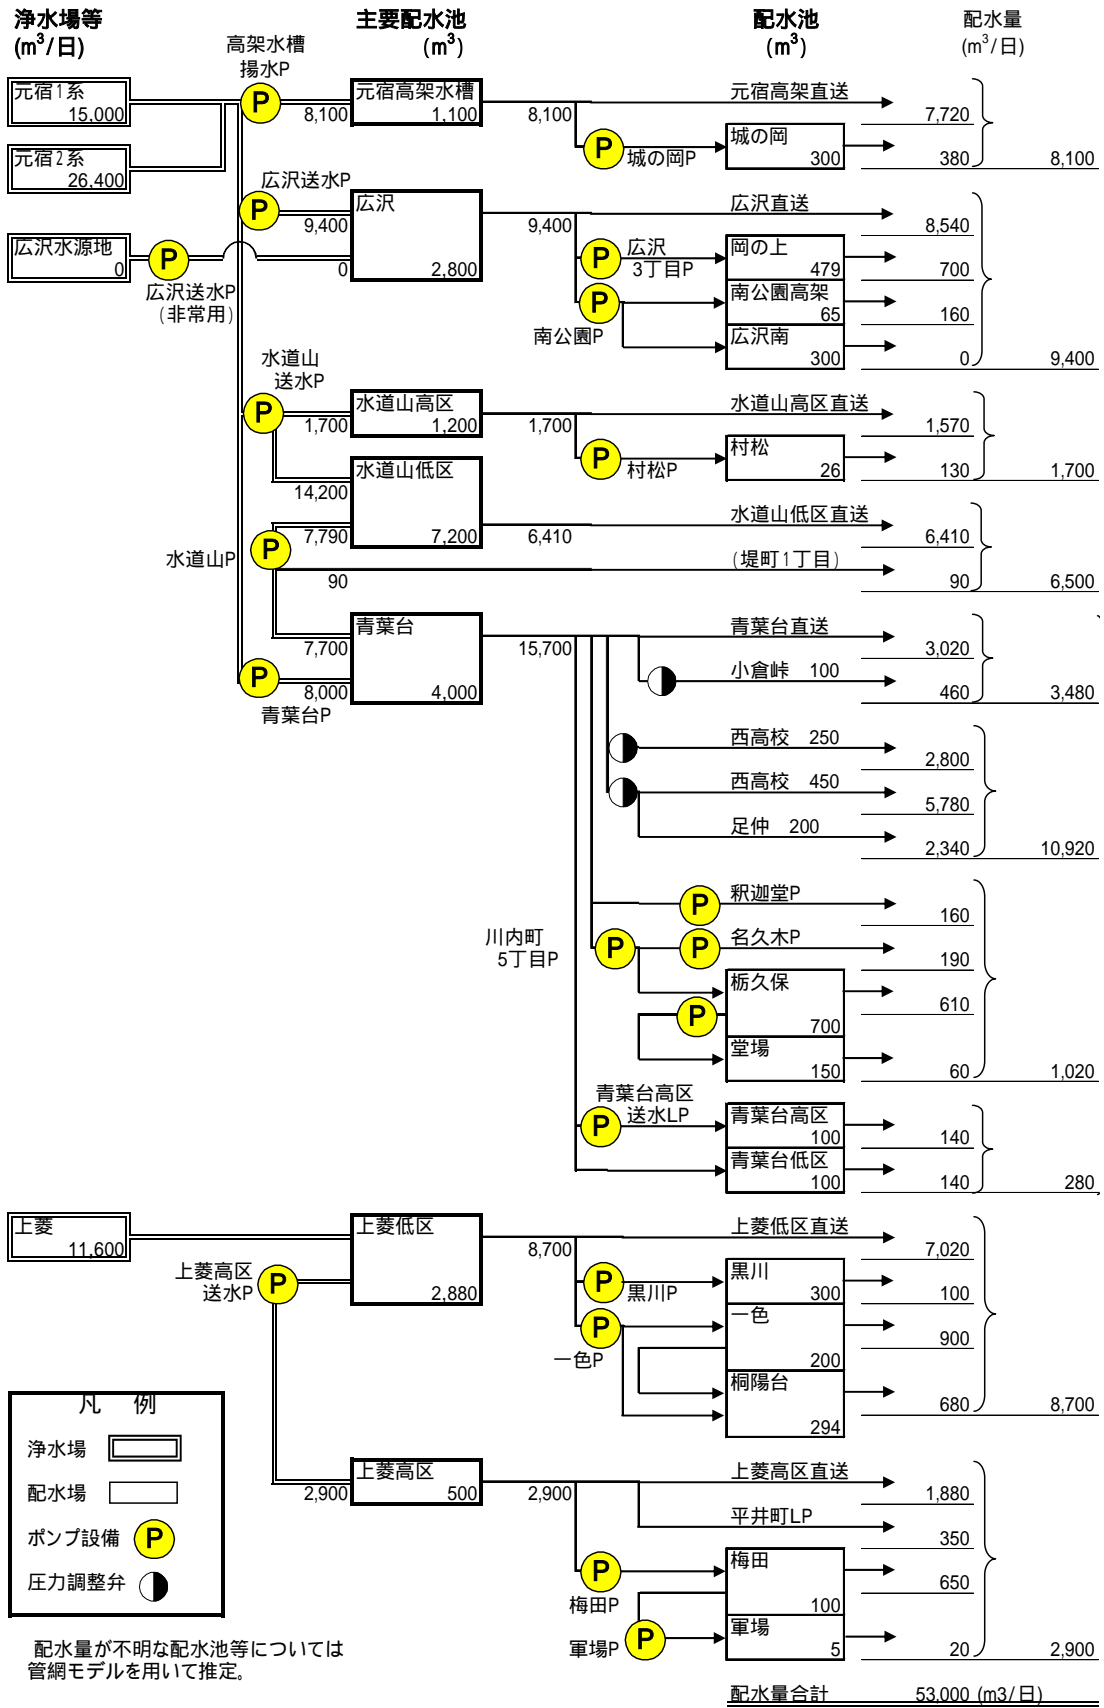 浄水場等
(m³/日)
主要配水池
(m³)
配水池
(m³)
配水量
(m³/日)
高架水槽
揚水P
元宿1系
15,000
P
8,100
元宿高架水槽
1,100
8,100
元宿高架直送
7,720
元宿2系
26,400
P
城の岡P
城の岡
300
380
8,100
広沢送水P
P
9,400
広沢
2,800
9,400
広沢直送
8,540
広沢水源地
0
P
0
広沢送水P
(非常用)
P
広沢
3丁目P
岡の上
479
700
P
南公園P
南公園高架
65
160
広沢南
300
0
9,400
水道山
送水P
P
1,700
水道山高区
1,200
1,700
水道山高区直送
1,570
P
村松P
村松
26
130
1,700
14,200
水道山低区
7,200
7,790
6,410
水道山低区直送
6,410
水道山P
P
90
(堤町1丁目)
90
6,500
7,700
青葉台
4,000
15,700
青葉台直送
3,020
P
8,000
青葉台P
小倉峠 100
460
3,480
西高校 250
2,800
西高校 450
5,780
足仲 200
2,340
10,920
P
釈迦堂P
160
川内町
5丁目P
P
P
名久木P
190
栃久保
700
610
P
堂場
150
60
1,020
青葉台高区
送水LP
P
青葉台高区
100
140
青葉台低区
100
140
280
上菱
11,600
上菱低区
2,880
8,700
上菱低区直送
7,020
上菱高区
送水P
P
P
黒川P
黒川
300
100
P
一色P
一色
200
900
桐陽台
294
680
8,700
2,900
上菱高区
500
2,900
上菱高区直送
1,880
平井町LP
350
P
梅田P
梅田
100
650
軍場P
P
軍場
5
20
2,900
凡 例
浄水場
配水場
ポンプ設備
P
圧力調整弁
配水量が不明な配水池等については
管網モデルを用いて推定。
配水量合計
53,000 (m3/日)